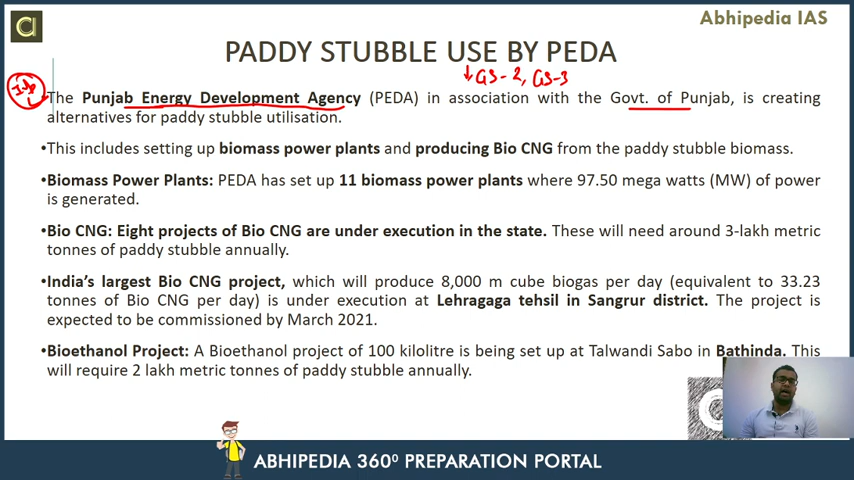 Abhipedia IAS
a
PADDY STUBBLE USE BY PEDA
GS-2, GS-3
Imp
The Punjab Energy Development Agency (PEDA) in association with the Govt. of Punjab, is creating
alternatives for paddy stubble utilisation.
•This includes setting up biomass power plants and producing Bio CNG from the paddy stubble biomass.
•Biomass Power Plants: PEDA has set up 11 biomass power plants where 97.50 mega watts (MW) of power
is generated.
•Bio CNG: Eight projects of Bio CNG are under execution in the state. These will need around 3-lakh metric
tonnes of paddy stubble annually.
•India's largest Bio CNG project, which will produce 8,000 m cube biogas per day (equivalent to 33.23
tonnes of Bio CNG per day) is under execution at Lehragaga tehsil in Sangrur district. The project is
expected to be commissioned by March 2021.
•Bioethanol Project: A Bioethanol project of 100 kilolitre is being set up at Talwandi Sabo in Bathinda. This
will require 2 lakh metric tonnes of paddy stubble annually.
ABHIPEDIA 360⁰ PREPARATION PORTAL